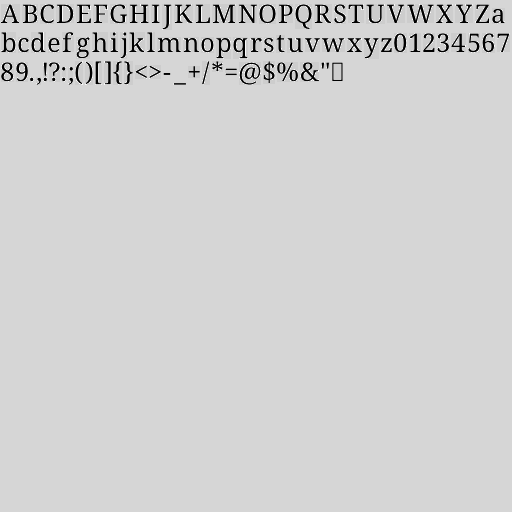 ABCDEFGHIJKLMNOPQRSTUVWXYZa
bcdefghijklmnopqrstuvwxyz01234567
89.,!?:;()[]{}<>-_+/*=@$%&"▯